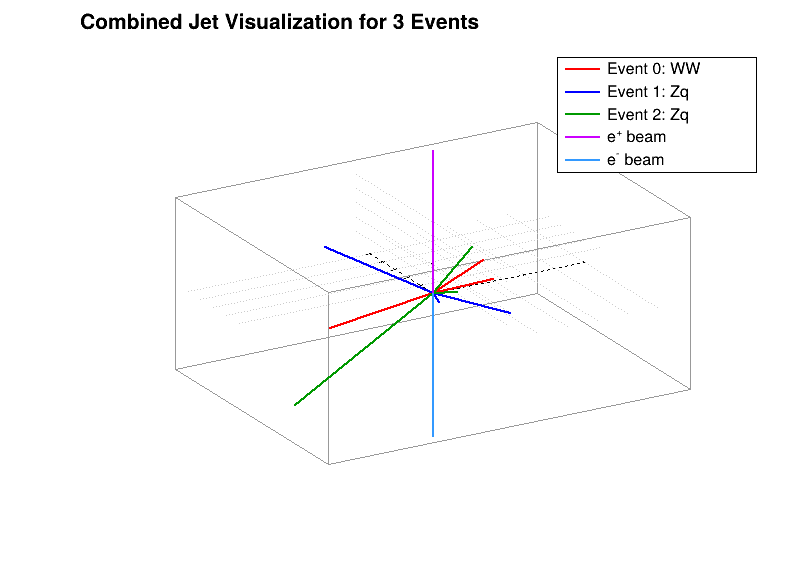 Combined Jet Visualization for 3 Events
Event 0: WW
Event 1: Zq
Event 2: Zq
e⁺ beam
e⁻ beam